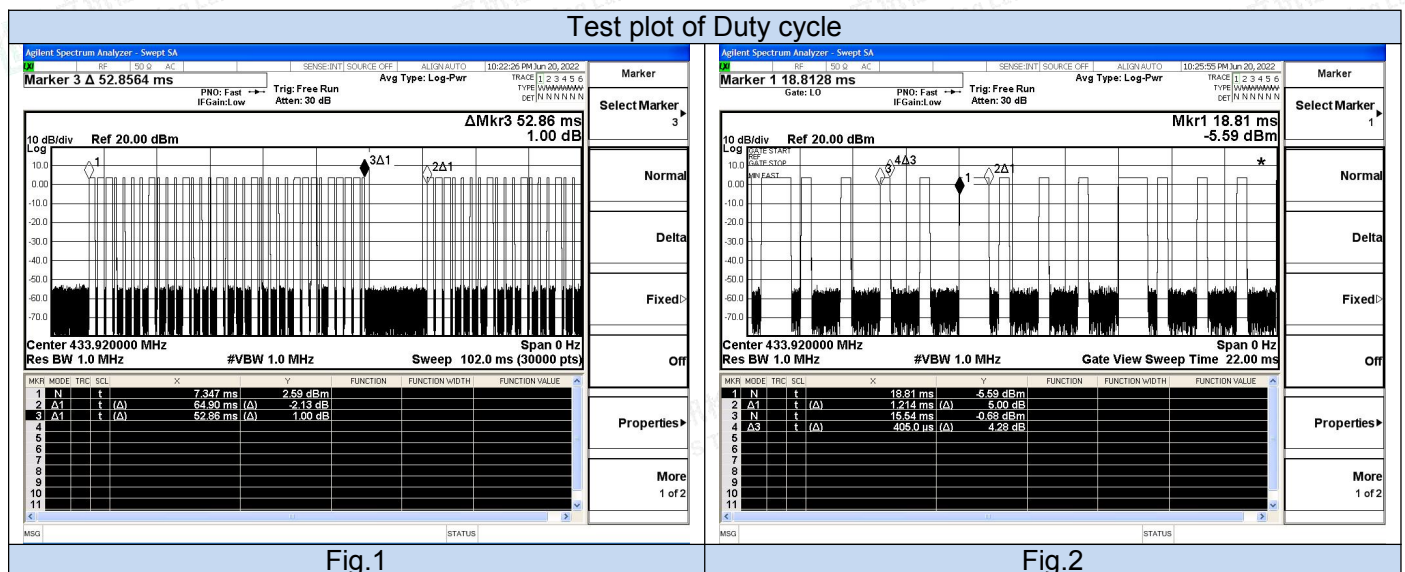 Test plot of Duty cycle
Agilent Spectrum Analyzer - Swept SA
LXI RF 50 Ω AC SENSE:INT SOURCE OFF ALIGN AUTO 10:22:26 PM Jun 20, 2022
Marker 3 Δ 52.8564 ms
PNO: Fast
IFGain:Low
Trig: Free Run
Atten: 30 dB
Avg Type: Log-Pwr
TRACE 1 2 3 4 5 6
TYPE WWWWWW
DET N N N N N N
ΔMkr3 52.86 ms
1.00 dB
10 dB/div Ref 20.00 dBm
Log
10.0
0.00
-10.0
-20.0
-30.0
-40.0
-50.0
-60.0
-70.0
1
3Δ1
2Δ1
Center 433.920000 MHz Span 0 Hz
Res BW 1.0 MHz #VBW 1.0 MHz Sweep 102.0 ms (30000 pts)
MKR MODE TRC SCL X Y FUNCTION FUNCTION WIDTH FUNCTION VALUE
1 N t 7.347 ms 2.59 dBm
2 Δ1 t (Δ) 64.90 ms (Δ) -2.13 dB
3 Δ1 t (Δ) 52.86 ms (Δ) 1.00 dB
4
5
6
7
8
9
10
11
MSG STATUS
Marker
Select Marker
3
Normal
Delta
Fixed
Off
Properties
More
1 of 2
Fig.1
Agilent Spectrum Analyzer - Swept SA
LXI RF 50 Ω AC SENSE:INT SOURCE OFF ALIGN AUTO 10:25:55 PM Jun 20, 2022
Marker 1 18.8128 ms
Gate: LO
PNO: Fast
IFGain:Low
Trig: Free Run
Atten: 30 dB
Avg Type: Log-Pwr
TRACE 1 2 3 4 5 6
TYPE WWWWWW
DET N N N N N N
Mkr1 18.81 ms
-5.59 dBm
10 dB/div Ref 20.00 dBm
Log
GATE START
REF
GATE STOP
MIN FAST
10.0
0.00
-10.0
-20.0
-30.0
-40.0
-50.0
-60.0
-70.0
3
4Δ3
1
2Δ1
*
Center 433.920000 MHz Span 0 Hz
Res BW 1.0 MHz #VBW 1.0 MHz Gate View Sweep Time 22.00 ms
MKR MODE TRC SCL X Y FUNCTION FUNCTION WIDTH FUNCTION VALUE
1 N t 18.81 ms -5.59 dBm
2 Δ1 t (Δ) 1.214 ms (Δ) 5.00 dB
3 N t 15.54 ms -0.68 dBm
4 Δ3 t (Δ) 405.0 µs (Δ) 4.28 dB
5
6
7
8
9
10
11
MSG STATUS
Marker
Select Marker
1
Normal
Delta
Fixed
Off
Properties
More
1 of 2
Fig.2